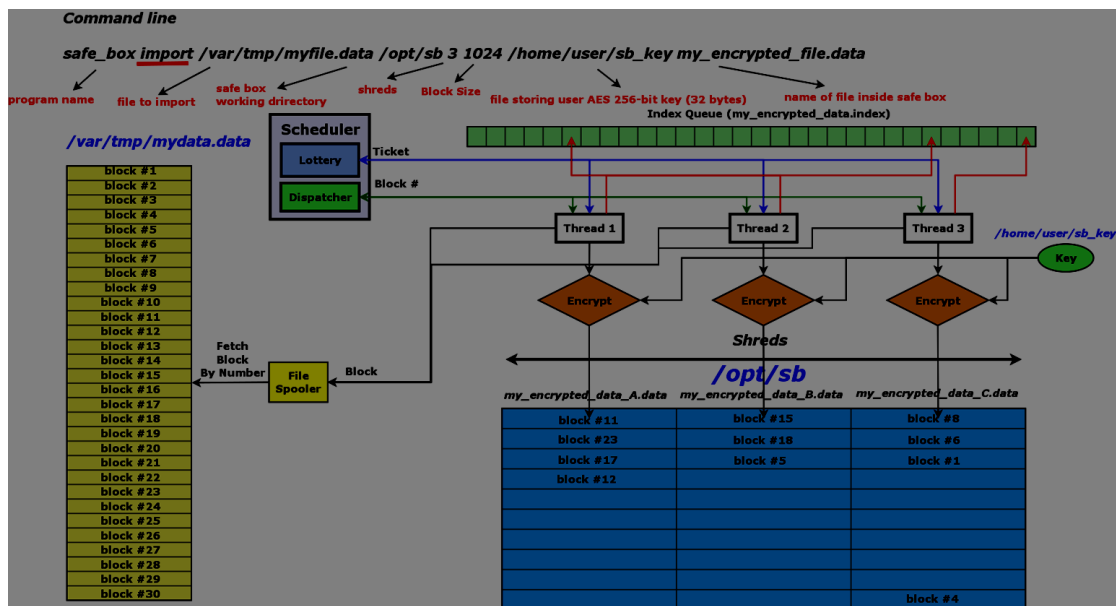 Command line
safe_box import /var/tmp/myfile.data /opt/sb 3 1024 /home/user/sb_key my_encrypted_file.data
program name
file to import
safe box
working drirectory
shreds
Block Size
file storing user AES 256-bit key (32 bytes)
name of file inside safe box
Index Queue (my_encrypted_data.index)
/var/tmp/mydata.data
Scheduler
Lottery
Dispatcher
Ticket
Block #
Thread 1
Thread 2
Thread 3
/home/user/sb_key
Key
Encrypt
Encrypt
Encrypt
Shreds
/opt/sb
Fetch
Block
By Number
File
Spooler
Block
my_encrypted_data_A.data
my_encrypted_data_B.data
my_encrypted_data_C.data
block #11
block #15
block #8
block #23
block #18
block #6
block #17
block #5
block #1
block #12
block #4
block #1
block #2
block #3
block #4
block #5
block #6
block #7
block #8
block #9
block #10
block #11
block #12
block #13
block #14
block #15
block #16
block #17
block #18
block #19
block #20
block #21
block #22
block #23
block #24
block #25
block #26
block #27
block #28
block #29
block #30